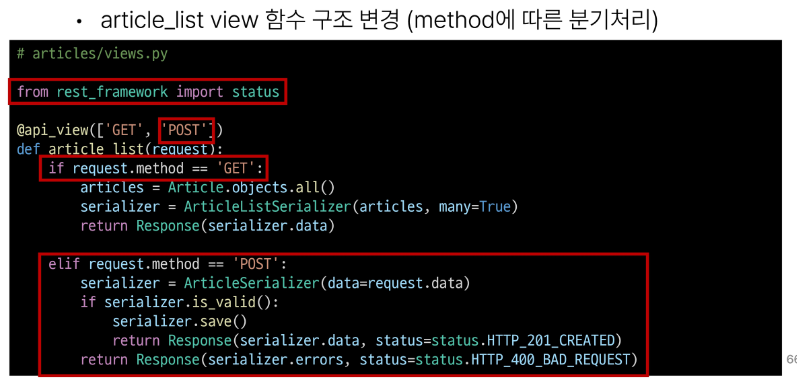 • article_list view 함수 구조 변경 (method에 따른 분기처리)
# articles/views.py
from rest_framework import status
@api_view(['GET', 'POST'])
def article_list(request):
if request.method == 'GET':
articles = Article.objects.all()
serializer = ArticleListSerializer(articles, many=True)
return Response(serializer.data)
elif request.method == 'POST':
serializer = ArticleSerializer(data=request.data)
if serializer.is_valid():
serializer.save()
return Response(serializer.data, status=status.HTTP_201_CREATED)
return Response(serializer.errors, status=status.HTTP_400_BAD_REQUEST)